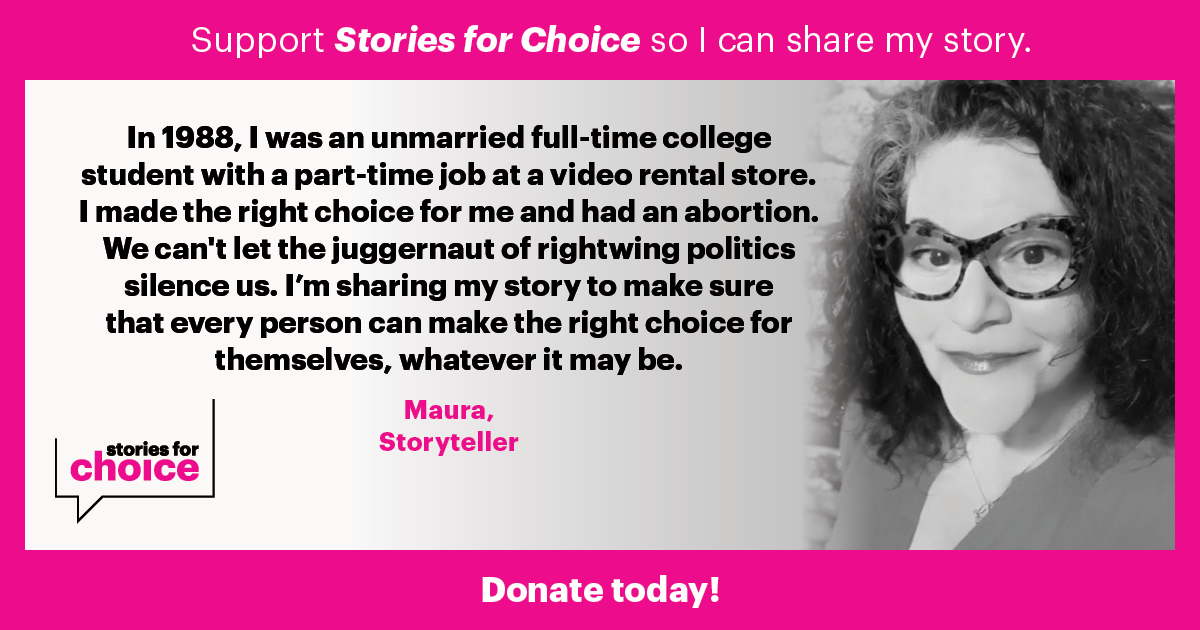 Support Stories for Choice so I can share my story.
In 1988, I was an unmarried full-time college
student with a part-time job at a video rental store.
I made the right choice for me and had an abortion.
We can't let the juggernaut of rightwing politics
silence us. I’m sharing my story to make sure
that every person can make the right choice for
themselves, whatever it may be.
Maura,
Storyteller
stories for
choice
Donate today!